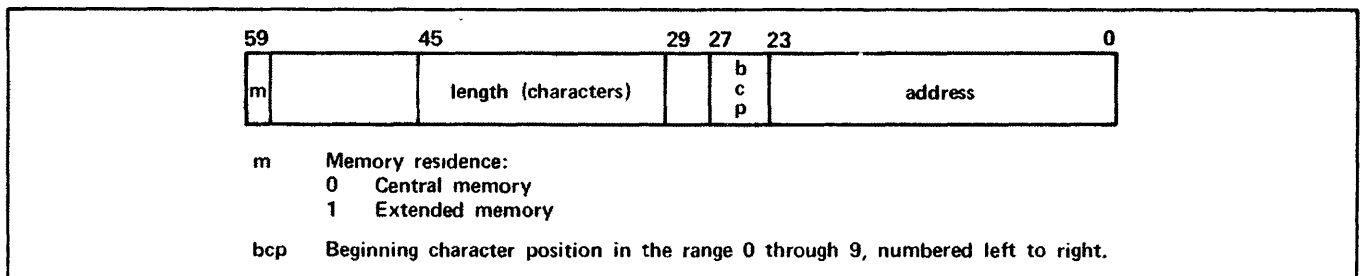 59 45 29 27 23 0
m length (characters) b c p address
m Memory residence:
0 Central memory
1 Extended memory
bcp Beginning character position in the range 0 through 9, numbered left to right.